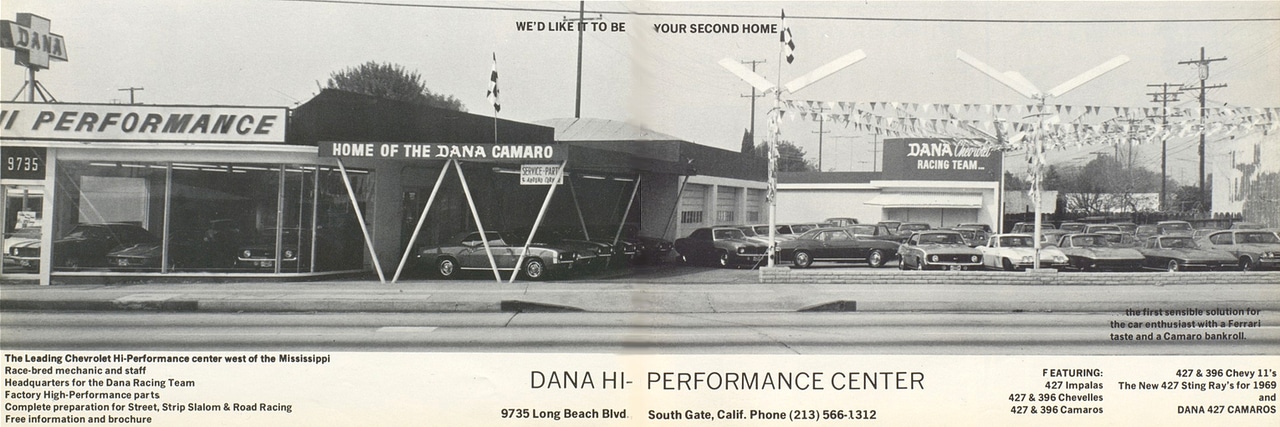 WE'D LIKE IT TO BE YOUR SECOND HOME
DANA
HI PERFORMANCE
9735
HOME OF THE DANA CAMARO
SERVICE-PART
DANA Chevrolet
RACING TEAM
the first sensible solution for
the car enthusiast with a Ferrari
taste and a Camaro bankroll.
The Leading Chevrolet Hi-Performance center west of the Mississippi
Race-bred mechanic and staff
Headquarters for the Dana Racing Team
Factory High-Performance parts
Complete preparation for Street, Strip Slalom & Road Racing
Free information and brochure
DANA HI- PERFORMANCE CENTER
9735 Long Beach Blvd. South Gate, Calif. Phone (213) 566-1312
FEATURING:
427 Impalas
427 & 396 Chevelles
427 & 396 Camaros
427 & 396 Chevy 11's
The New 427 Sting Ray's for 1969
and
DANA 427 CAMAROS